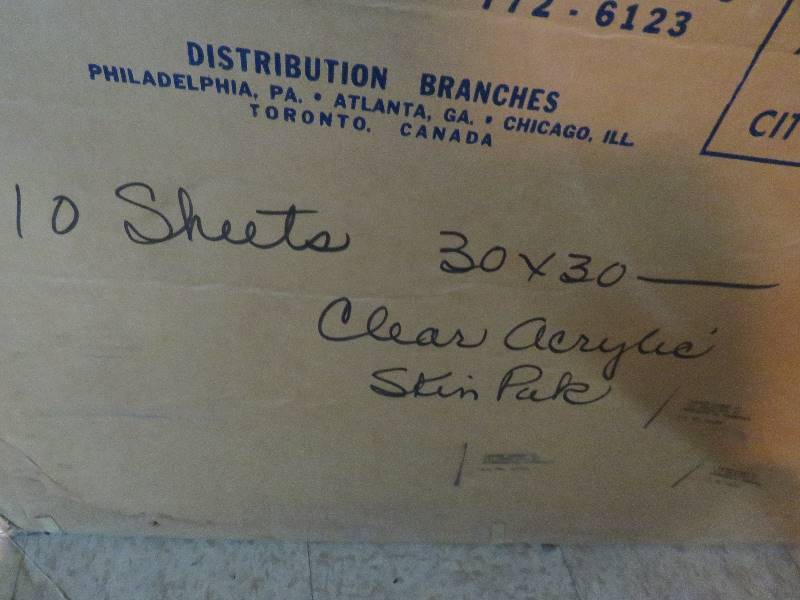 772-6123
DISTRIBUTION BRANCHES
PHILADELPHIA, PA. • ATLANTA, GA. • CHICAGO, ILL.
TORONTO, CANADA
CIT
10 Sheets 30x30
Clear Acrylic
Skin Pak